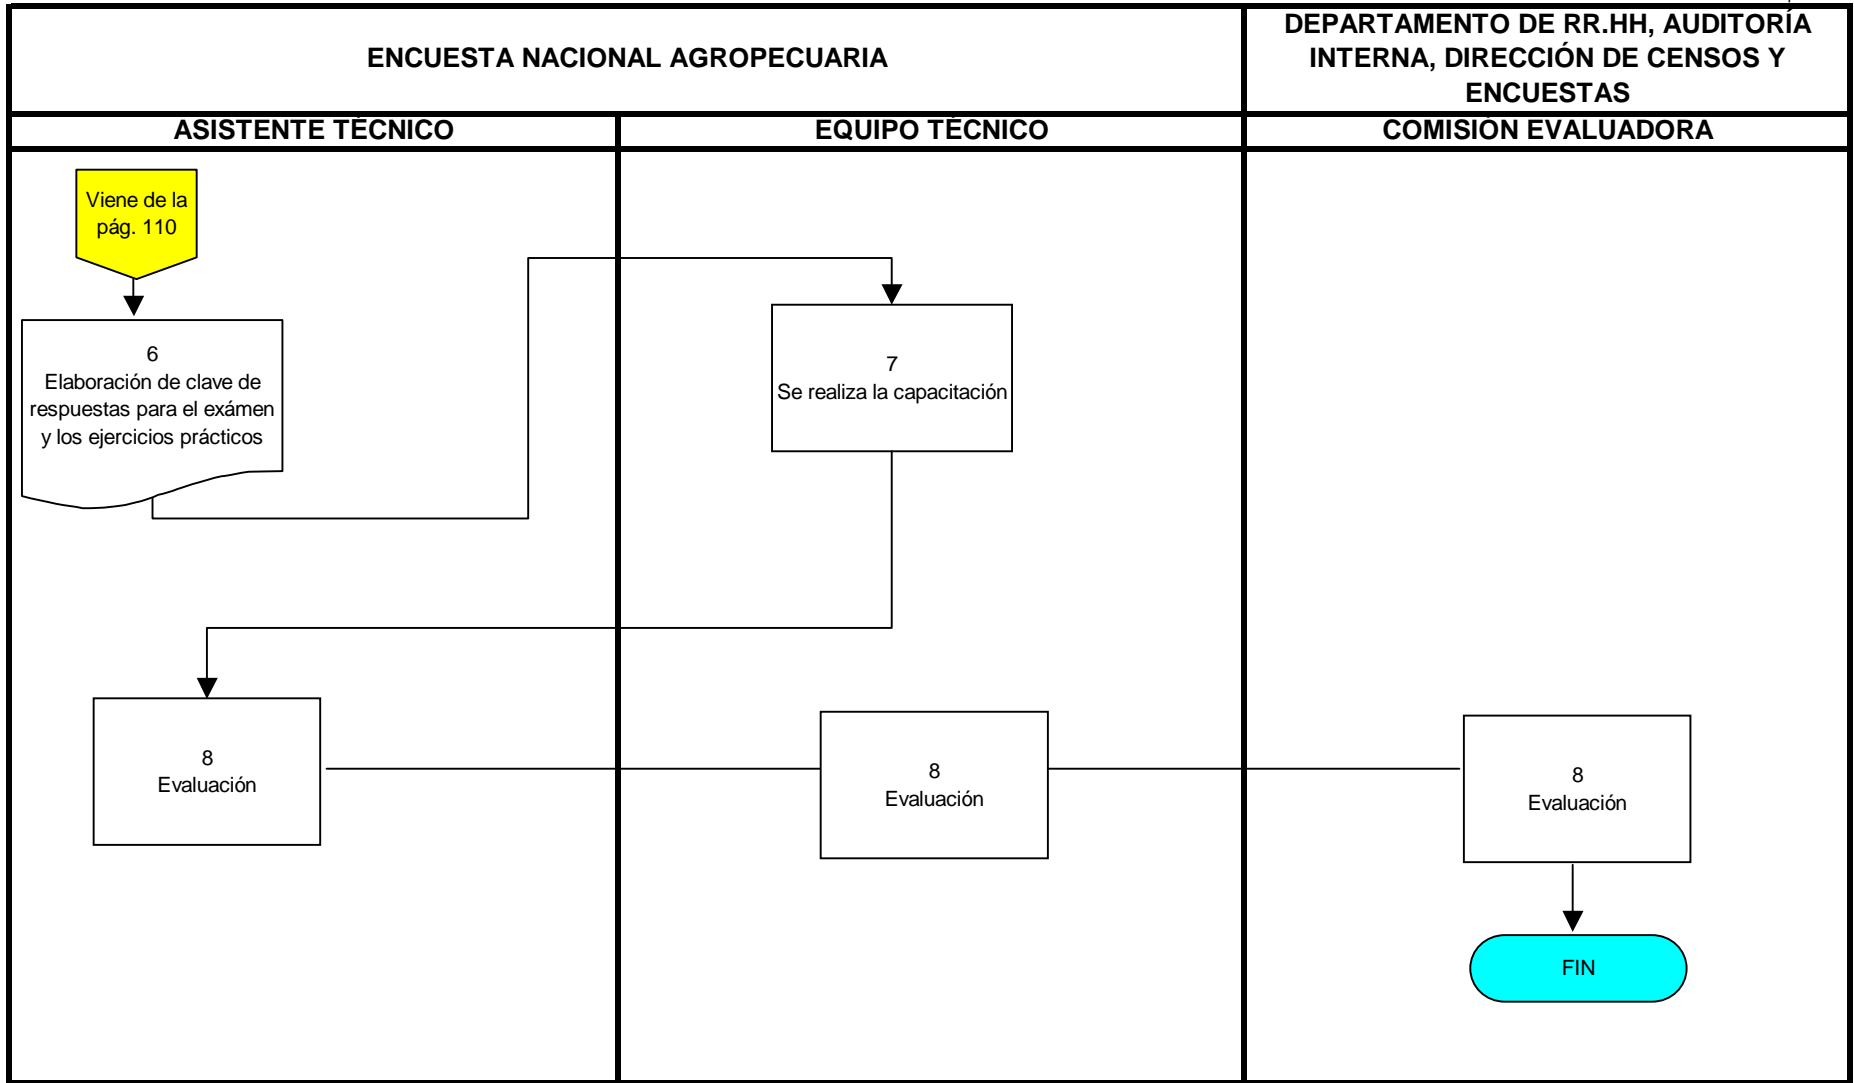 ENCUESTA NACIONAL AGROPECUARIA
DEPARTAMENTO DE RR.HH, AUDITORÍA
INTERNA, DIRECCIÓN DE CENSOS Y
ENCUESTAS
ASISTENTE TÉCNICO
EQUIPO TÉCNICO
COMISIÓN EVALUADORA
Viene de la
pág. 110
6
Elaboración de clave de
respuestas para el exámen
y los ejercicios prácticos
7
Se realiza la capacitación
8
Evaluación
8
Evaluación
8
Evaluación
FIN